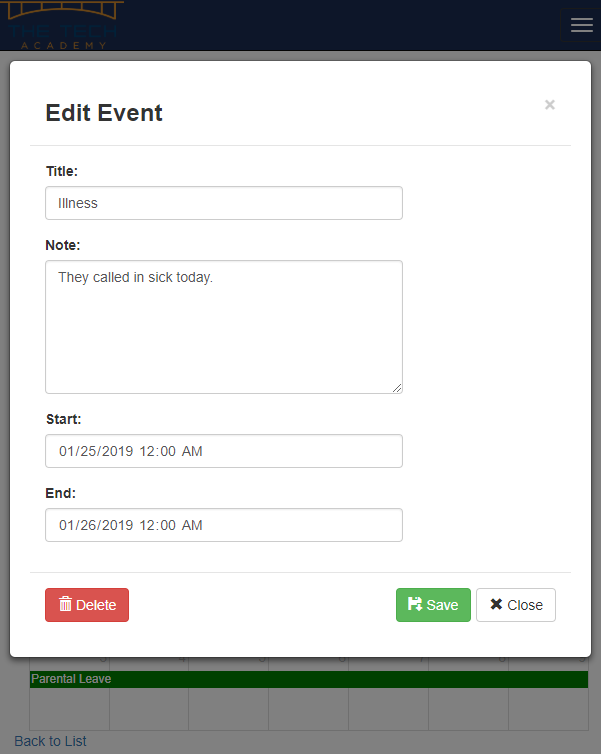 THE TECH
ACADEMY
Edit Event
×
Title:
Illness
Note:
They called in sick today.
Start:
01/25/2019 12:00 AM
End:
01/26/2019 12:00 AM
Delete
Save
Close
Parental Leave
Back to List